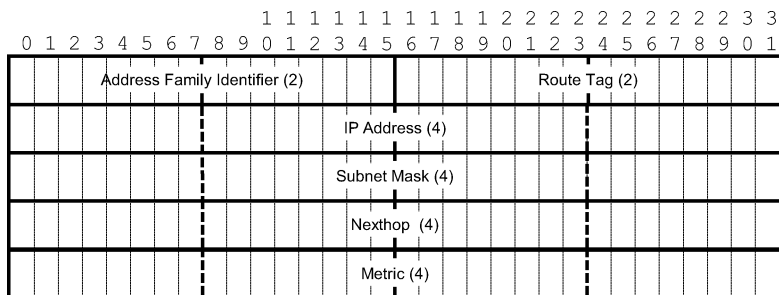 1 1 1 1 1 1 1 1 1 1 2 2 2 2 2 2 2 2 2 2 3 3
0 1 2 3 4 5 6 7 8 9 0 1 2 3 4 5 6 7 8 9 0 1 2 3 4 5 6 7 8 9 0 1
Address Family Identifier (2) Route Tag (2)
IP Address (4)
Subnet Mask (4)
Nexthop (4)
Metric (4)